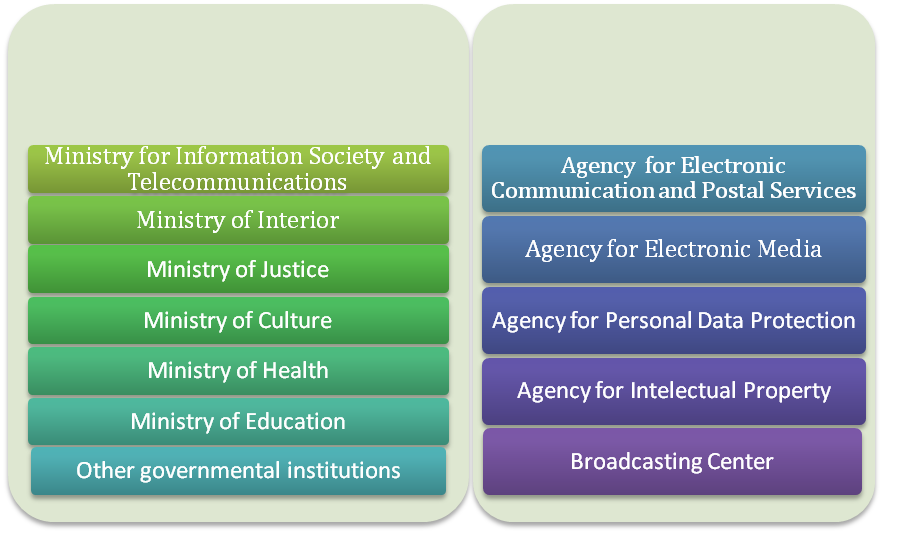 Ministry for Information Society and
Telecommunications
Ministry of Interior
Ministry of Justice
Ministry of Culture
Ministry of Health
Ministry of Education
Other governmental institutions
Agency for Electronic
Communication and Postal Services
Agency for Electronic Media
Agency for Personal Data Protection
Agency for Intelectual Property
Broadcasting Center